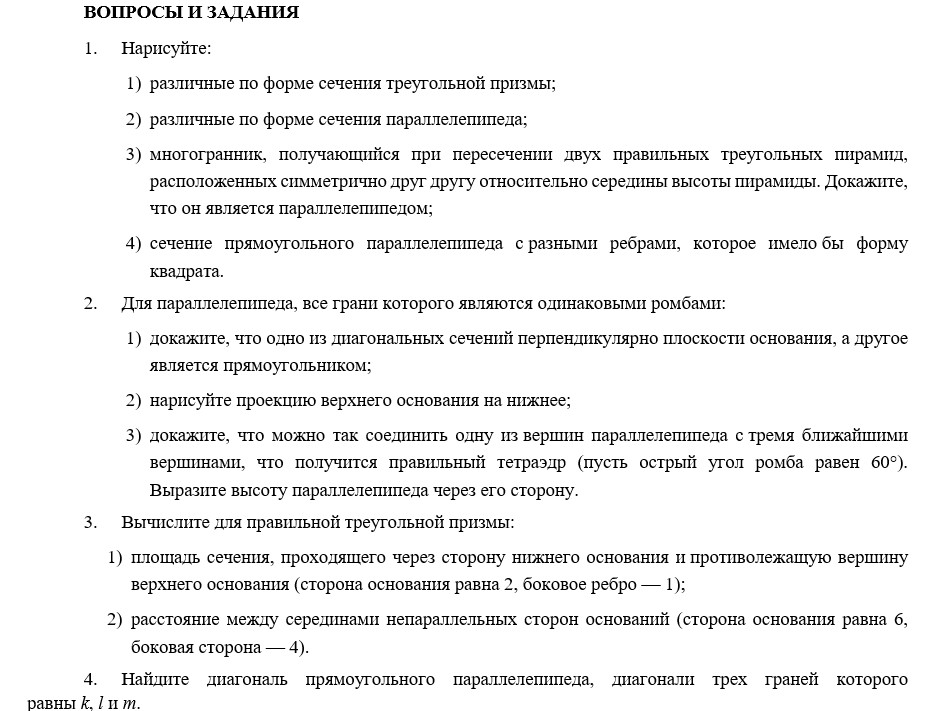 ВОПРОСЫ И ЗАДАНИЯ
1. Нарисуйте:
1) различные по форме сечения треугольной призмы;
2) различные по форме сечения параллелепипеда;
3) многогранник, получающийся при пересечении двух правильных треугольных пирамид,
расположенных симметрично друг другу относительно середины высоты пирамиды. Докажите,
что он является параллелепипедом;
4) сечение прямоугольного параллелепипеда с разными ребрами, которое имело бы форму
квадрата.
2. Для параллелепипеда, все грани которого являются одинаковыми ромбами:
1) докажите, что одно из диагональных сечений перпендикулярно плоскости основания, а другое
является прямоугольником;
2) нарисуйте проекцию верхнего основания на нижнее;
3) докажите, что можно так соединить одну из вершин параллелепипеда с тремя ближайшими
вершинами, что получится правильный тетраэдр (пусть острый угол ромба равен 60°).
Выразите высоту параллелепипеда через его сторону.
3. Вычислите для правильной треугольной призмы:
1) площадь сечения, проходящего через сторону нижнего основания и противолежащую вершину
верхнего основания (сторона основания равна 2, боковое ребро — 1);
2) расстояние между серединами непараллельных сторон оснований (сторона основания равна 6,
боковая сторона — 4).
4. Найдите диагональ прямоугольного параллелепипеда, диагонали трех граней которого
равны k, l и m.